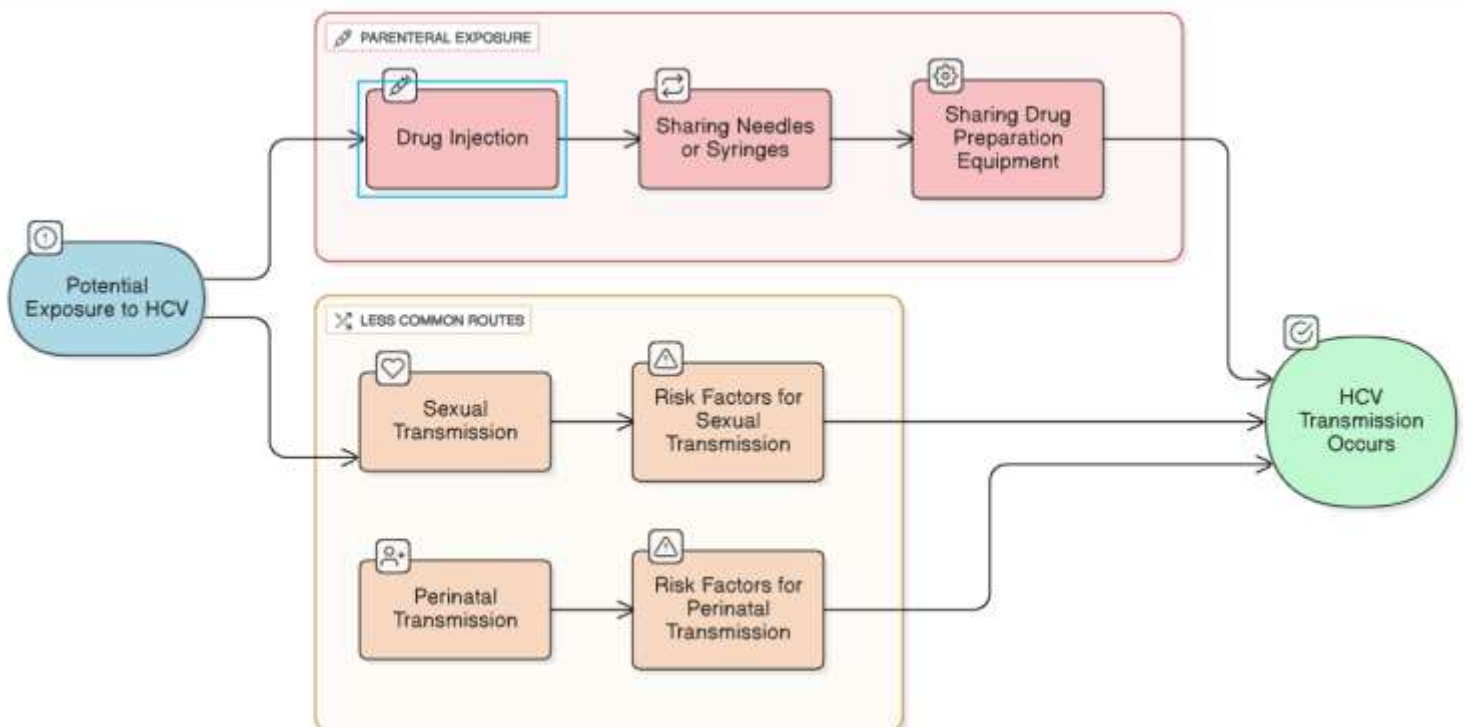 PARENTERAL EXPOSURE
Drug Injection
Sharing Needles
or Syringes
Sharing Drug
Preparation
Equipment
Potential
Exposure to HCV
LESS COMMON ROUTES
Sexual
Transmission
Risk Factors for
Sexual
Transmission
HCV
Transmission
Occurs
Perinatal
Transmission
Risk Factors for
Perinatal
Transmission